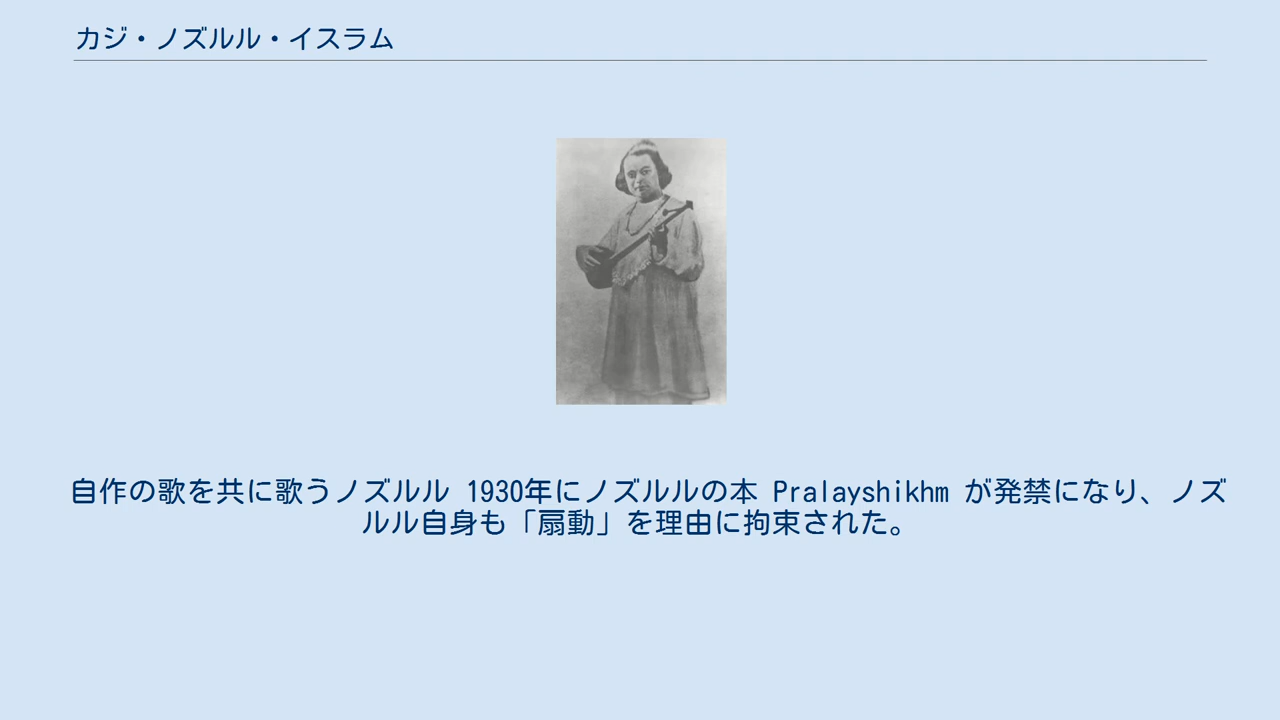 カジ・ノズルル・イスラム
自作の歌を共に歌うノズルル 1930年にノズルルの本 Pralayshikhm が発禁になり、ノズ
ルル自身も「扇動」を理由に拘束された。